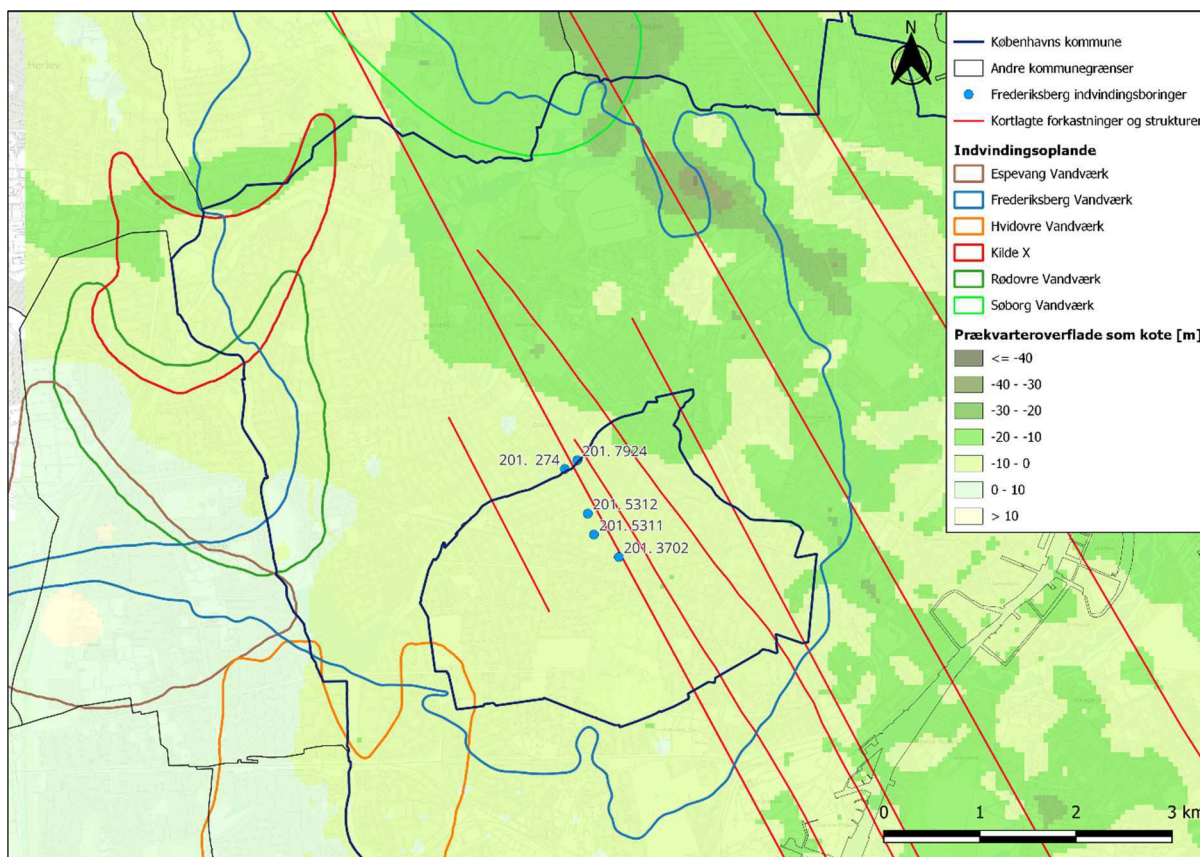 Herlev
N
Københavns kommune
Andre kommunegrænser
Frederiksberg indvindingsboringer
Kortlagte forkastninger og strukturer
Indvindingsoplande
Espevang Vandværk
Frederiksberg Vandværk
Hvidovre Vandværk
Kilde X
Rødovre Vandværk
Søborg Vandværk
Prækvarteroverflade som kote [m]
<= -40
-40 - -30
-30 - -20
-20 - -10
-10 - 0
0 - 10
> 10
201. 7924
201. 274
201. 5312
201. 5311
201. 3702
0 1 2 3 km